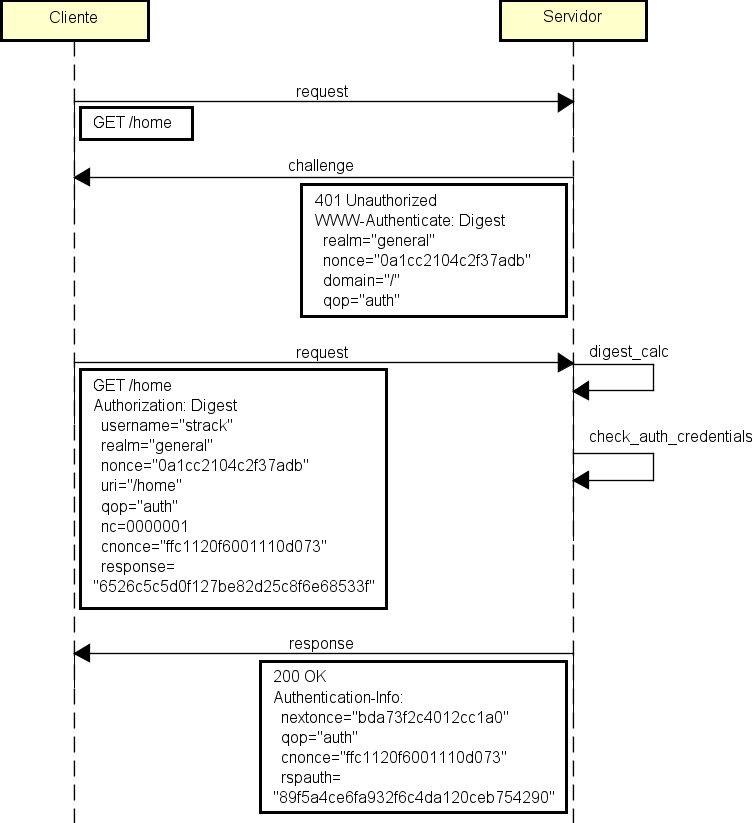 Cliente
Servidor
request
GET /home
challenge
401 Unauthorized
WWW-Authenticate: Digest
realm="general"
nonce="0a1cc2104c2f37adb"
domain="/"
qop="auth"
request
digest_calc
GET /home
Authorization: Digest
username="strack"
realm="general"
nonce="0a1cc2104c2f37adb"
uri="/home"
qop="auth"
nc=0000001
cnonce="ffc1120f6001110d073"
response=
"6526c5c5d0f127be82d25c8f6e68533f"
check_auth_credentials
response
200 OK
Authentication-Info:
nextonce="bda73f2c4012cc1a0"
qop="auth"
cnonce="ffc1120f6001110d073"
rspauth=
"89f5a4ce6fa932f6c4da120ceb754290"